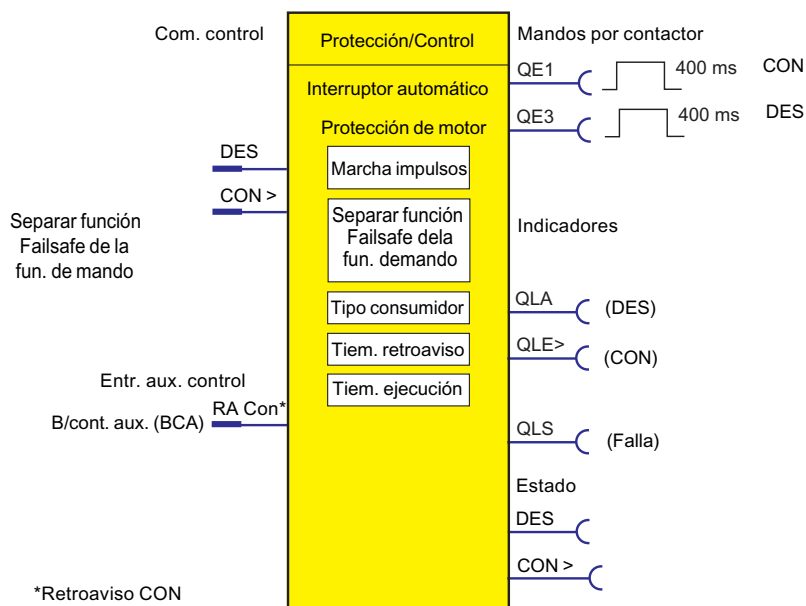 Com. control
Protección/Control
Mandos por contactor
QE1
400 ms
CON
Interruptor automático
QE3
400 ms
DES
Protección de motor
DES
Marcha impulsos
CON >
Separar función
Failsafe de la
fun. de mando
Separar función
Failsafe dela
fun. demando
Indicadores
Tipo consumidor
QLA
(DES)
Tiem. retroaviso
QLE>
(CON)
Entr. aux. control
Tiem. ejecución
B/cont. aux. (BCA)
RA Con*
QLS
(Falla)
Estado
DES
CON >
*Retroaviso CON